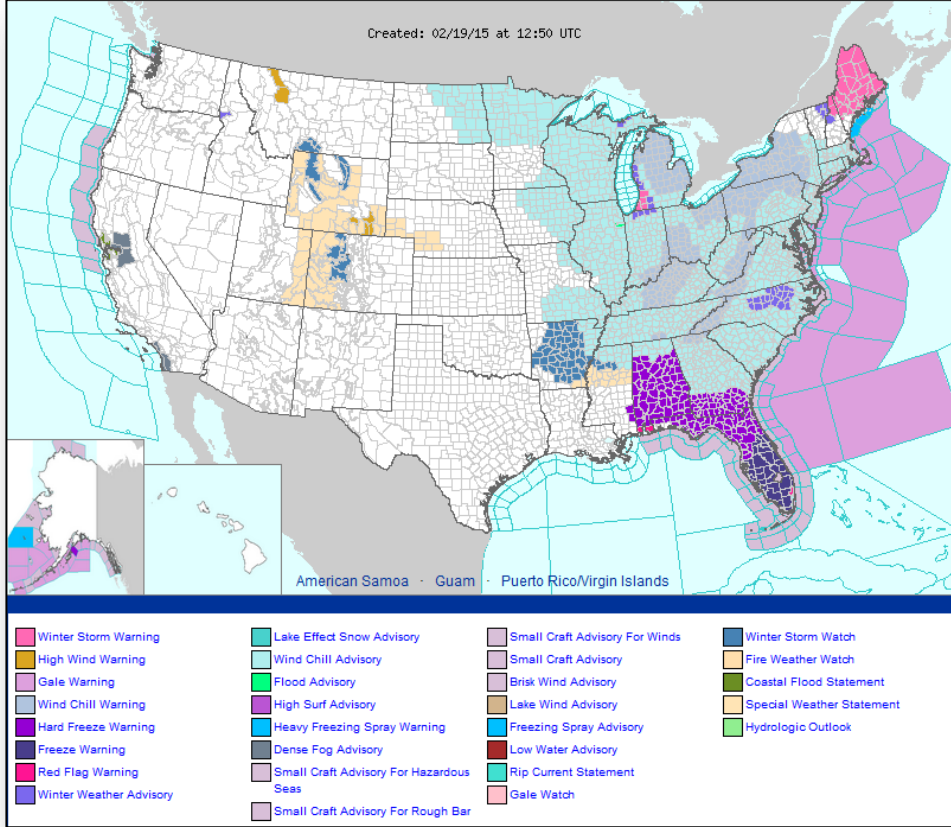 Created: 02/19/15 at 12:50 UTC
American Samoa · Guam · Puerto Rico/Virgin Islands
Winter Storm Warning
High Wind Warning
Gale Warning
Wind Chill Warning
Hard Freeze Warning
Freeze Warning
Red Flag Warning
Winter Weather Advisory
Lake Effect Snow Advisory
Wind Chill Advisory
Flood Advisory
High Surf Advisory
Heavy Freezing Spray Warning
Dense Fog Advisory
Small Craft Advisory For Hazardous
Seas
Small Craft Advisory For Rough Bar
Small Craft Advisory For Winds
Small Craft Advisory
Brisk Wind Advisory
Lake Wind Advisory
Freezing Spray Advisory
Low Water Advisory
Rip Current Statement
Gale Watch
Winter Storm Watch
Fire Weather Watch
Coastal Flood Statement
Special Weather Statement
Hydrologic Outlook